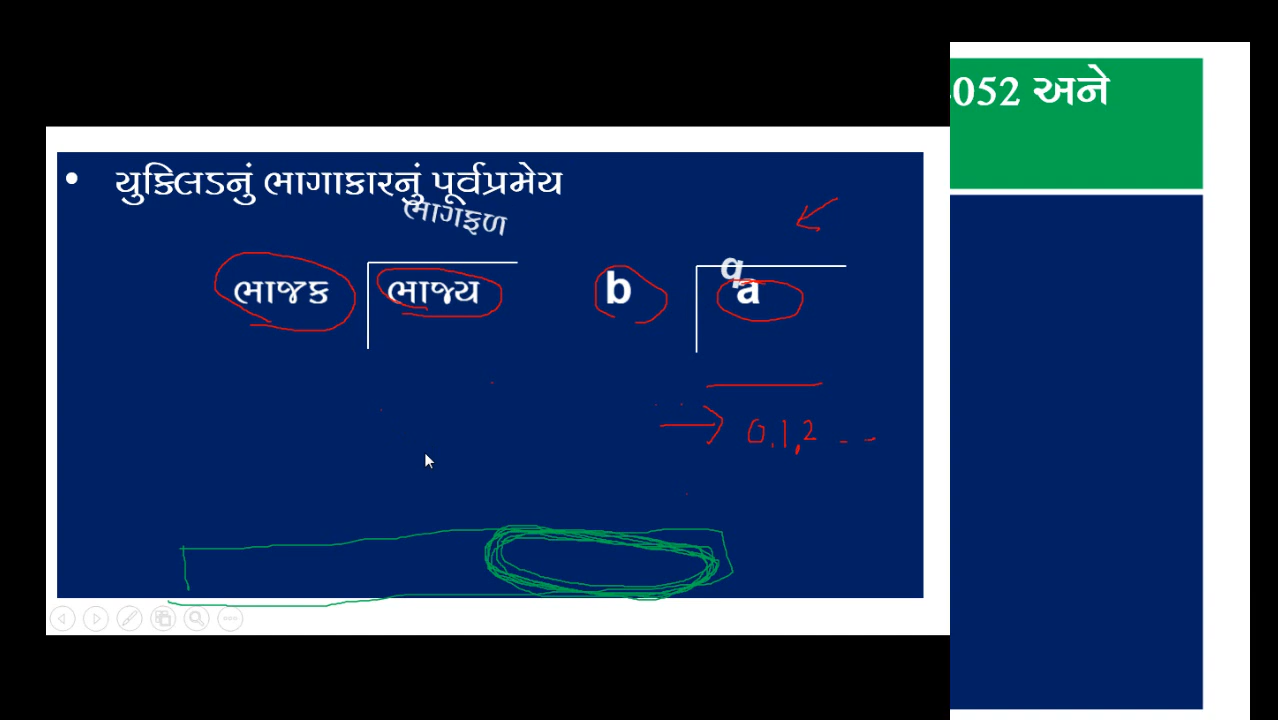 યુક્લિડનું ભાગાકારનું પૂર્વપ્રમેય
ભાગફળ
ભાજક ભાજ્ય b q a
0,1,2 - -
052 અને